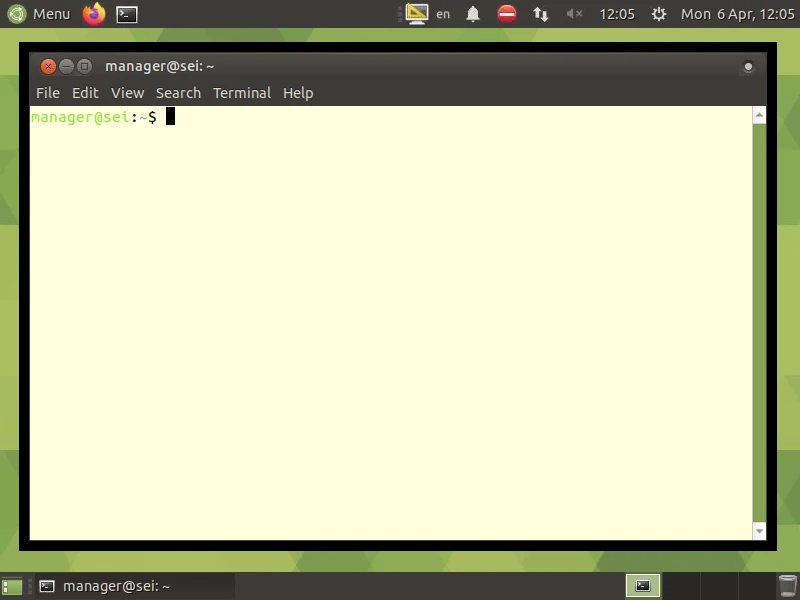 Menu en 12:05 Mon 6 Apr, 12:05
manager@sei: ~
File Edit View Search Terminal Help
manager@sei:~$
manager@sei: ~